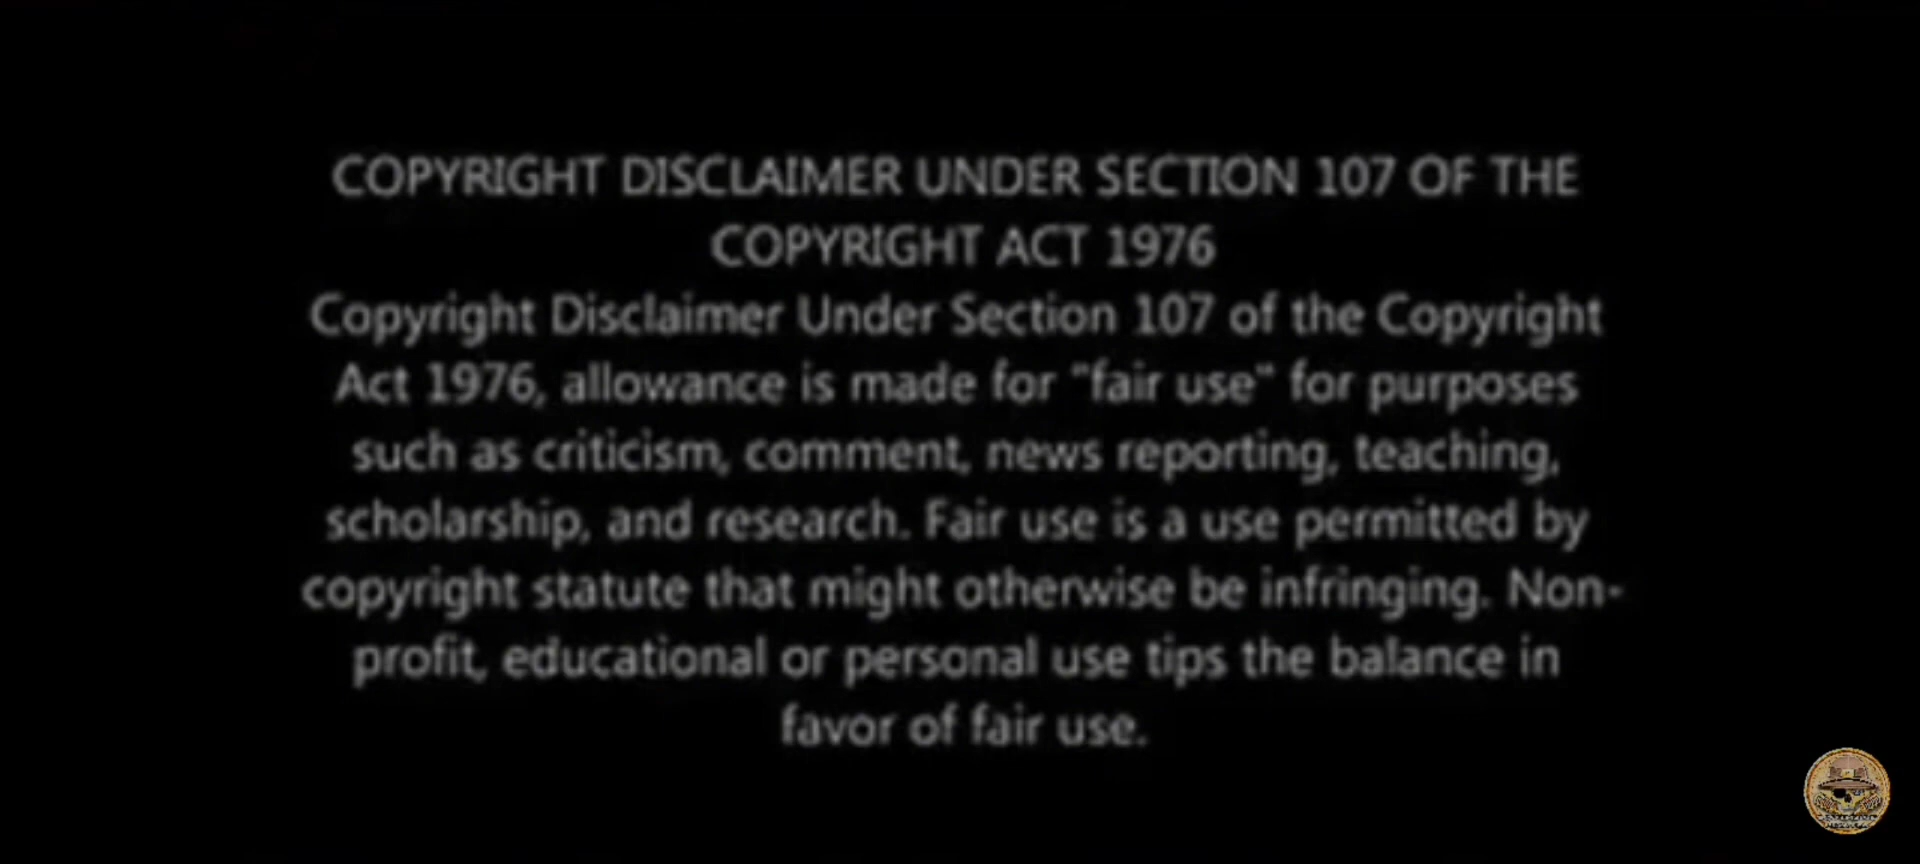 COPYRIGHT DISCLAIMER UNDER SECTION 107 OF THE
COPYRIGHT ACT 1976
Copyright Disclaimer Under Section 107 of the Copyright
Act 1976, allowance is made for "fair use" for purposes
such as criticism, comment, news reporting, teaching,
scholarship, and research. Fair use is a use permitted by
copyright statute that might otherwise be infringing. Non-
profit, educational or personal use tips the balance in
favor of fair use.